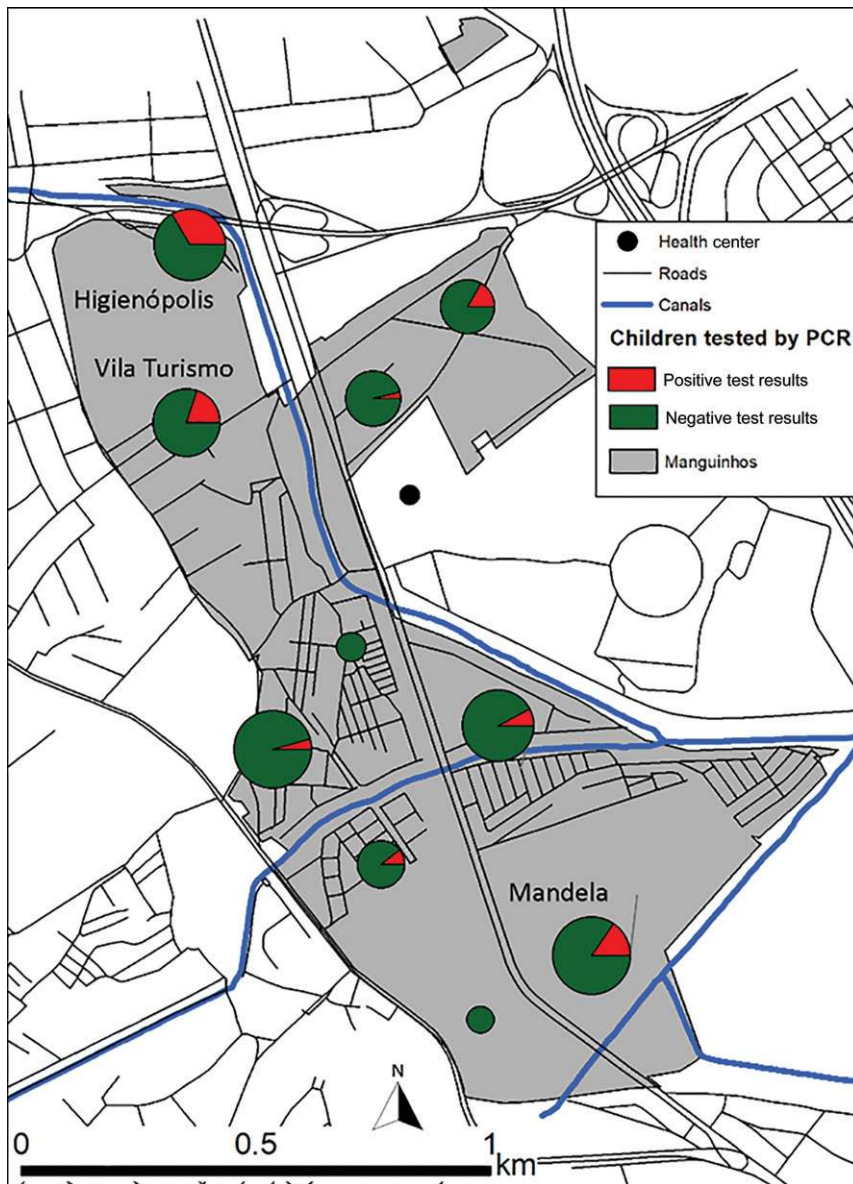 Health center
Roads
Canals
Children tested by PCR
Positive test results
Negative test results
Manguinhos
Higienópolis
Vila Turismo
Mandela
N
0 0.5 1
km